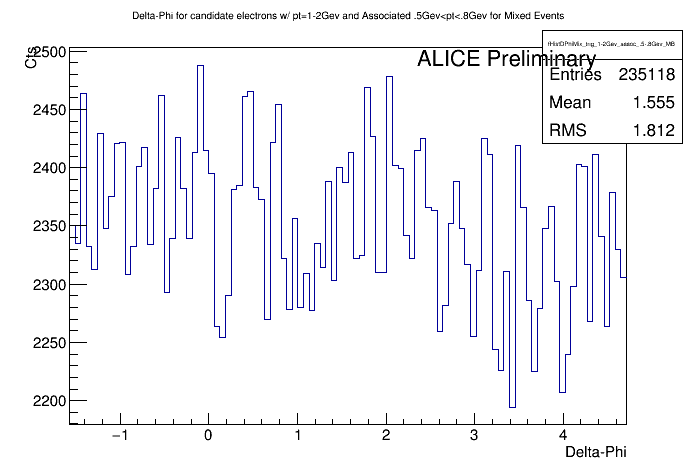 Delta-Phi for candidate electrons w/ pt=1-2Gev and Associated .5Gev<pt<.8Gev for Mixed Events
Cts
ALICE Preliminary
fHistDPhiMix_trig_1-2Gev_assoc_.5-.8Gev_MB
Entries 235118
Mean 1.555
RMS 1.812
2500
2450
2400
2350
2300
2250
2200
−1 0 1 2 3 4
Delta-Phi